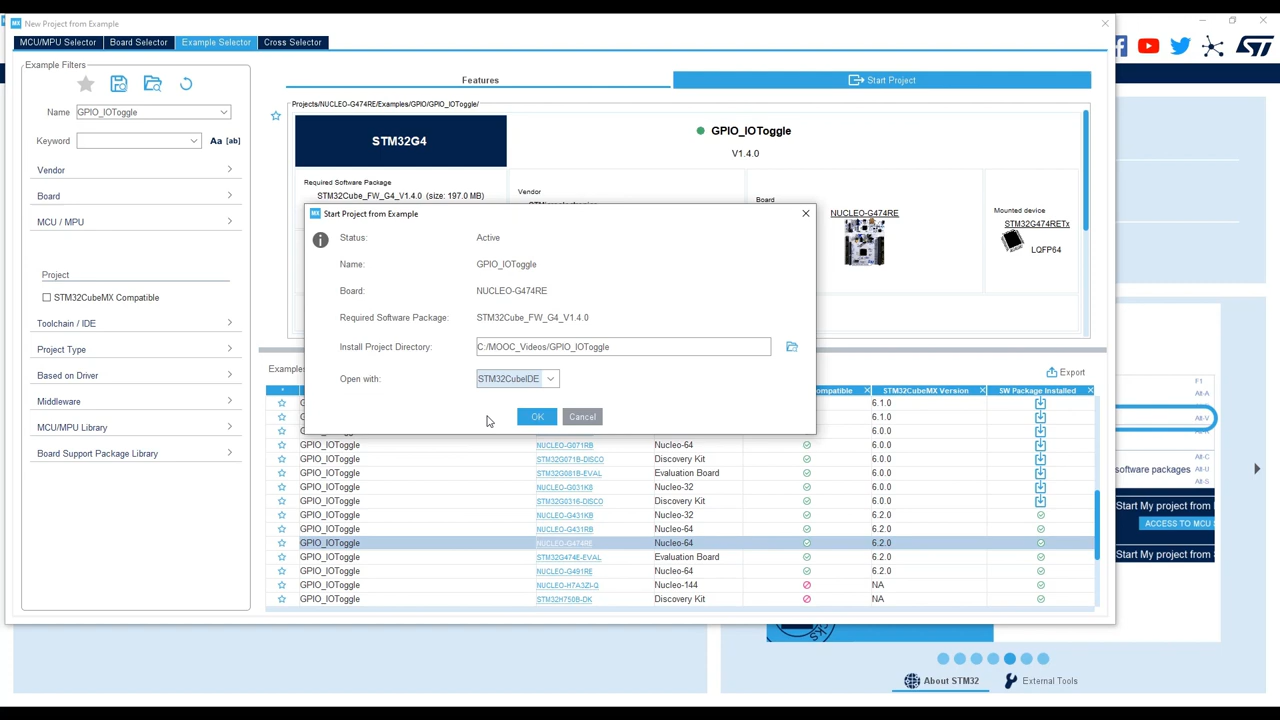 MX New Project from Example
MCU/MPU Selector Board Selector Example Selector Cross Selector
Example Filters
Name GPIO_IOToggle
Keyword Aa [ab]
Vendor
Board
MCU / MPU
Project
STM32CubeMX Compatible
Toolchain / IDE
Project Type
Based on Driver
Middleware
MCU/MPU Library
Board Support Package Library
Features
Start Project
Projects/NUCLEO-G474RE/Examples/GPIO/GPIO_IOToggle/
STM32G4
GPIO_IOToggle
V1.4.0
Required Software Package
STM32Cube_FW_G4_V1.4.0 (size: 197.0 MB)
Vendor
Board
NUCLEO-G474RE
Mounted device
STM32G474RETx
LQFP64
MX Start Project from Example
Status: Active
Name: GPIO_IOToggle
Board: NUCLEO-G474RE
Required Software Package: STM32Cube_FW_G4_V1.4.0
Install Project Directory: C:/MOOC_Videos/GPIO_IOToggle
Open with: STM32CubeIDE
OK Cancel
Examples
Export
* STM32CubeMX Version SW Package Installed
6.1.0
6.1.0
6.0.0
GPIO_IOToggle NUCLEO-G071RB Nucleo-64 6.0.0
GPIO_IOToggle STM32G071B-DISCO Discovery Kit 6.0.0
GPIO_IOToggle STM32G081B-EVAL Evaluation Board 6.0.0
GPIO_IOToggle NUCLEO-G031K8 Nucleo-32 6.0.0
GPIO_IOToggle STM32G0316-DISCO Discovery Kit 6.0.0
GPIO_IOToggle NUCLEO-G431KB Nucleo-32 6.2.0
GPIO_IOToggle NUCLEO-G431RB Nucleo-64 6.2.0
GPIO_IOToggle NUCLEO-G474RE Nucleo-64 6.2.0
GPIO_IOToggle STM32G474E-EVAL Evaluation Board 6.2.0
GPIO_IOToggle NUCLEO-G491RE Nucleo-64 6.2.0
GPIO_IOToggle NUCLEO-H7A3ZI-Q Nucleo-144 NA
GPIO_IOToggle STM32H750B-DK Discovery Kit NA
ST
F1
Alt-A
Alt-V
Alt-C
software packages Alt-U
Alt-S
Start My project from
ACCESS TO MCU
Start My project from
About STM32 External Tools